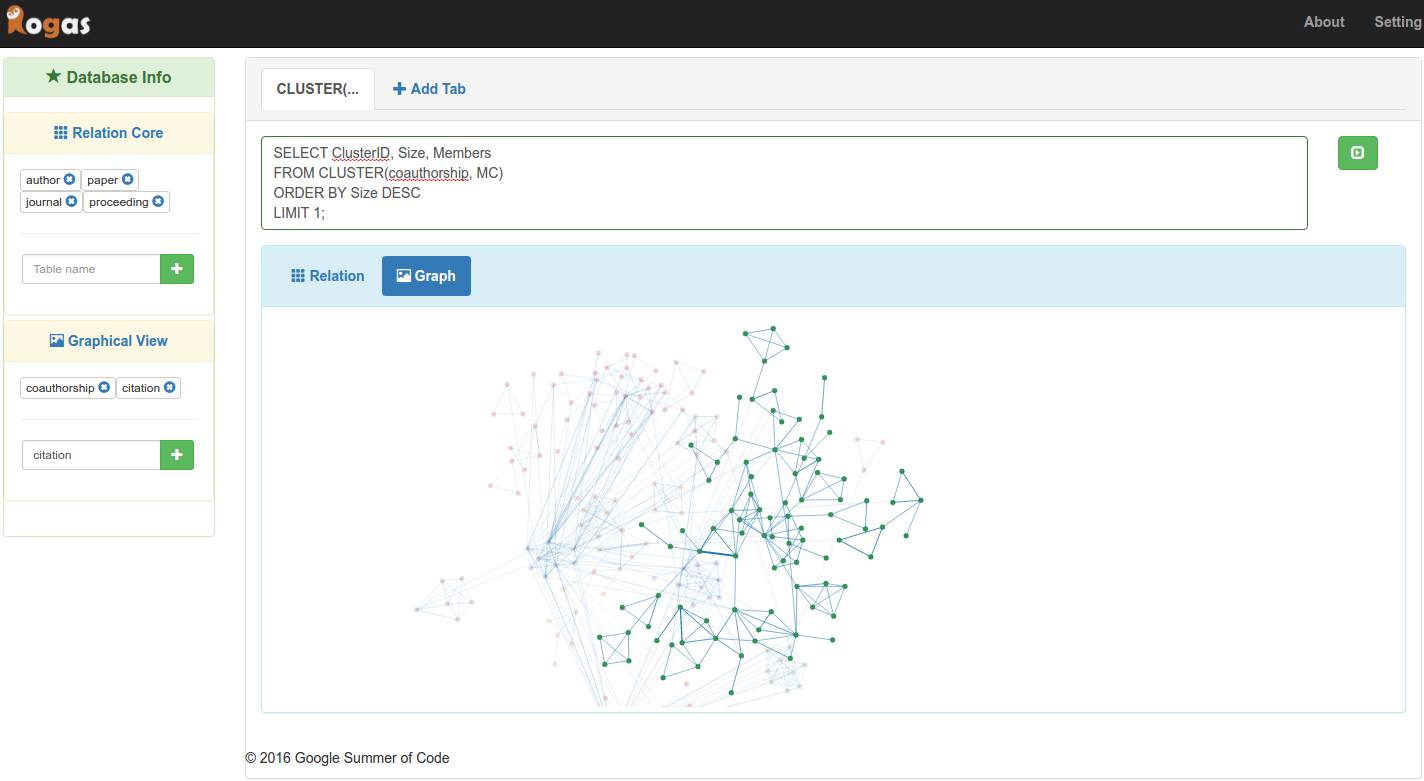 Rogas
About
Setting
Database Info
Relation Core
author
paper
journal
proceeding
Table name
Graphical View
coauthorship
citation
citation
CLUSTER(...
Add Tab
SELECT ClusterID, Size, Members
FROM CLUSTER(coauthorship, MC)
ORDER BY Size DESC
LIMIT 1;
Relation
Graph
© 2016 Google Summer of Code